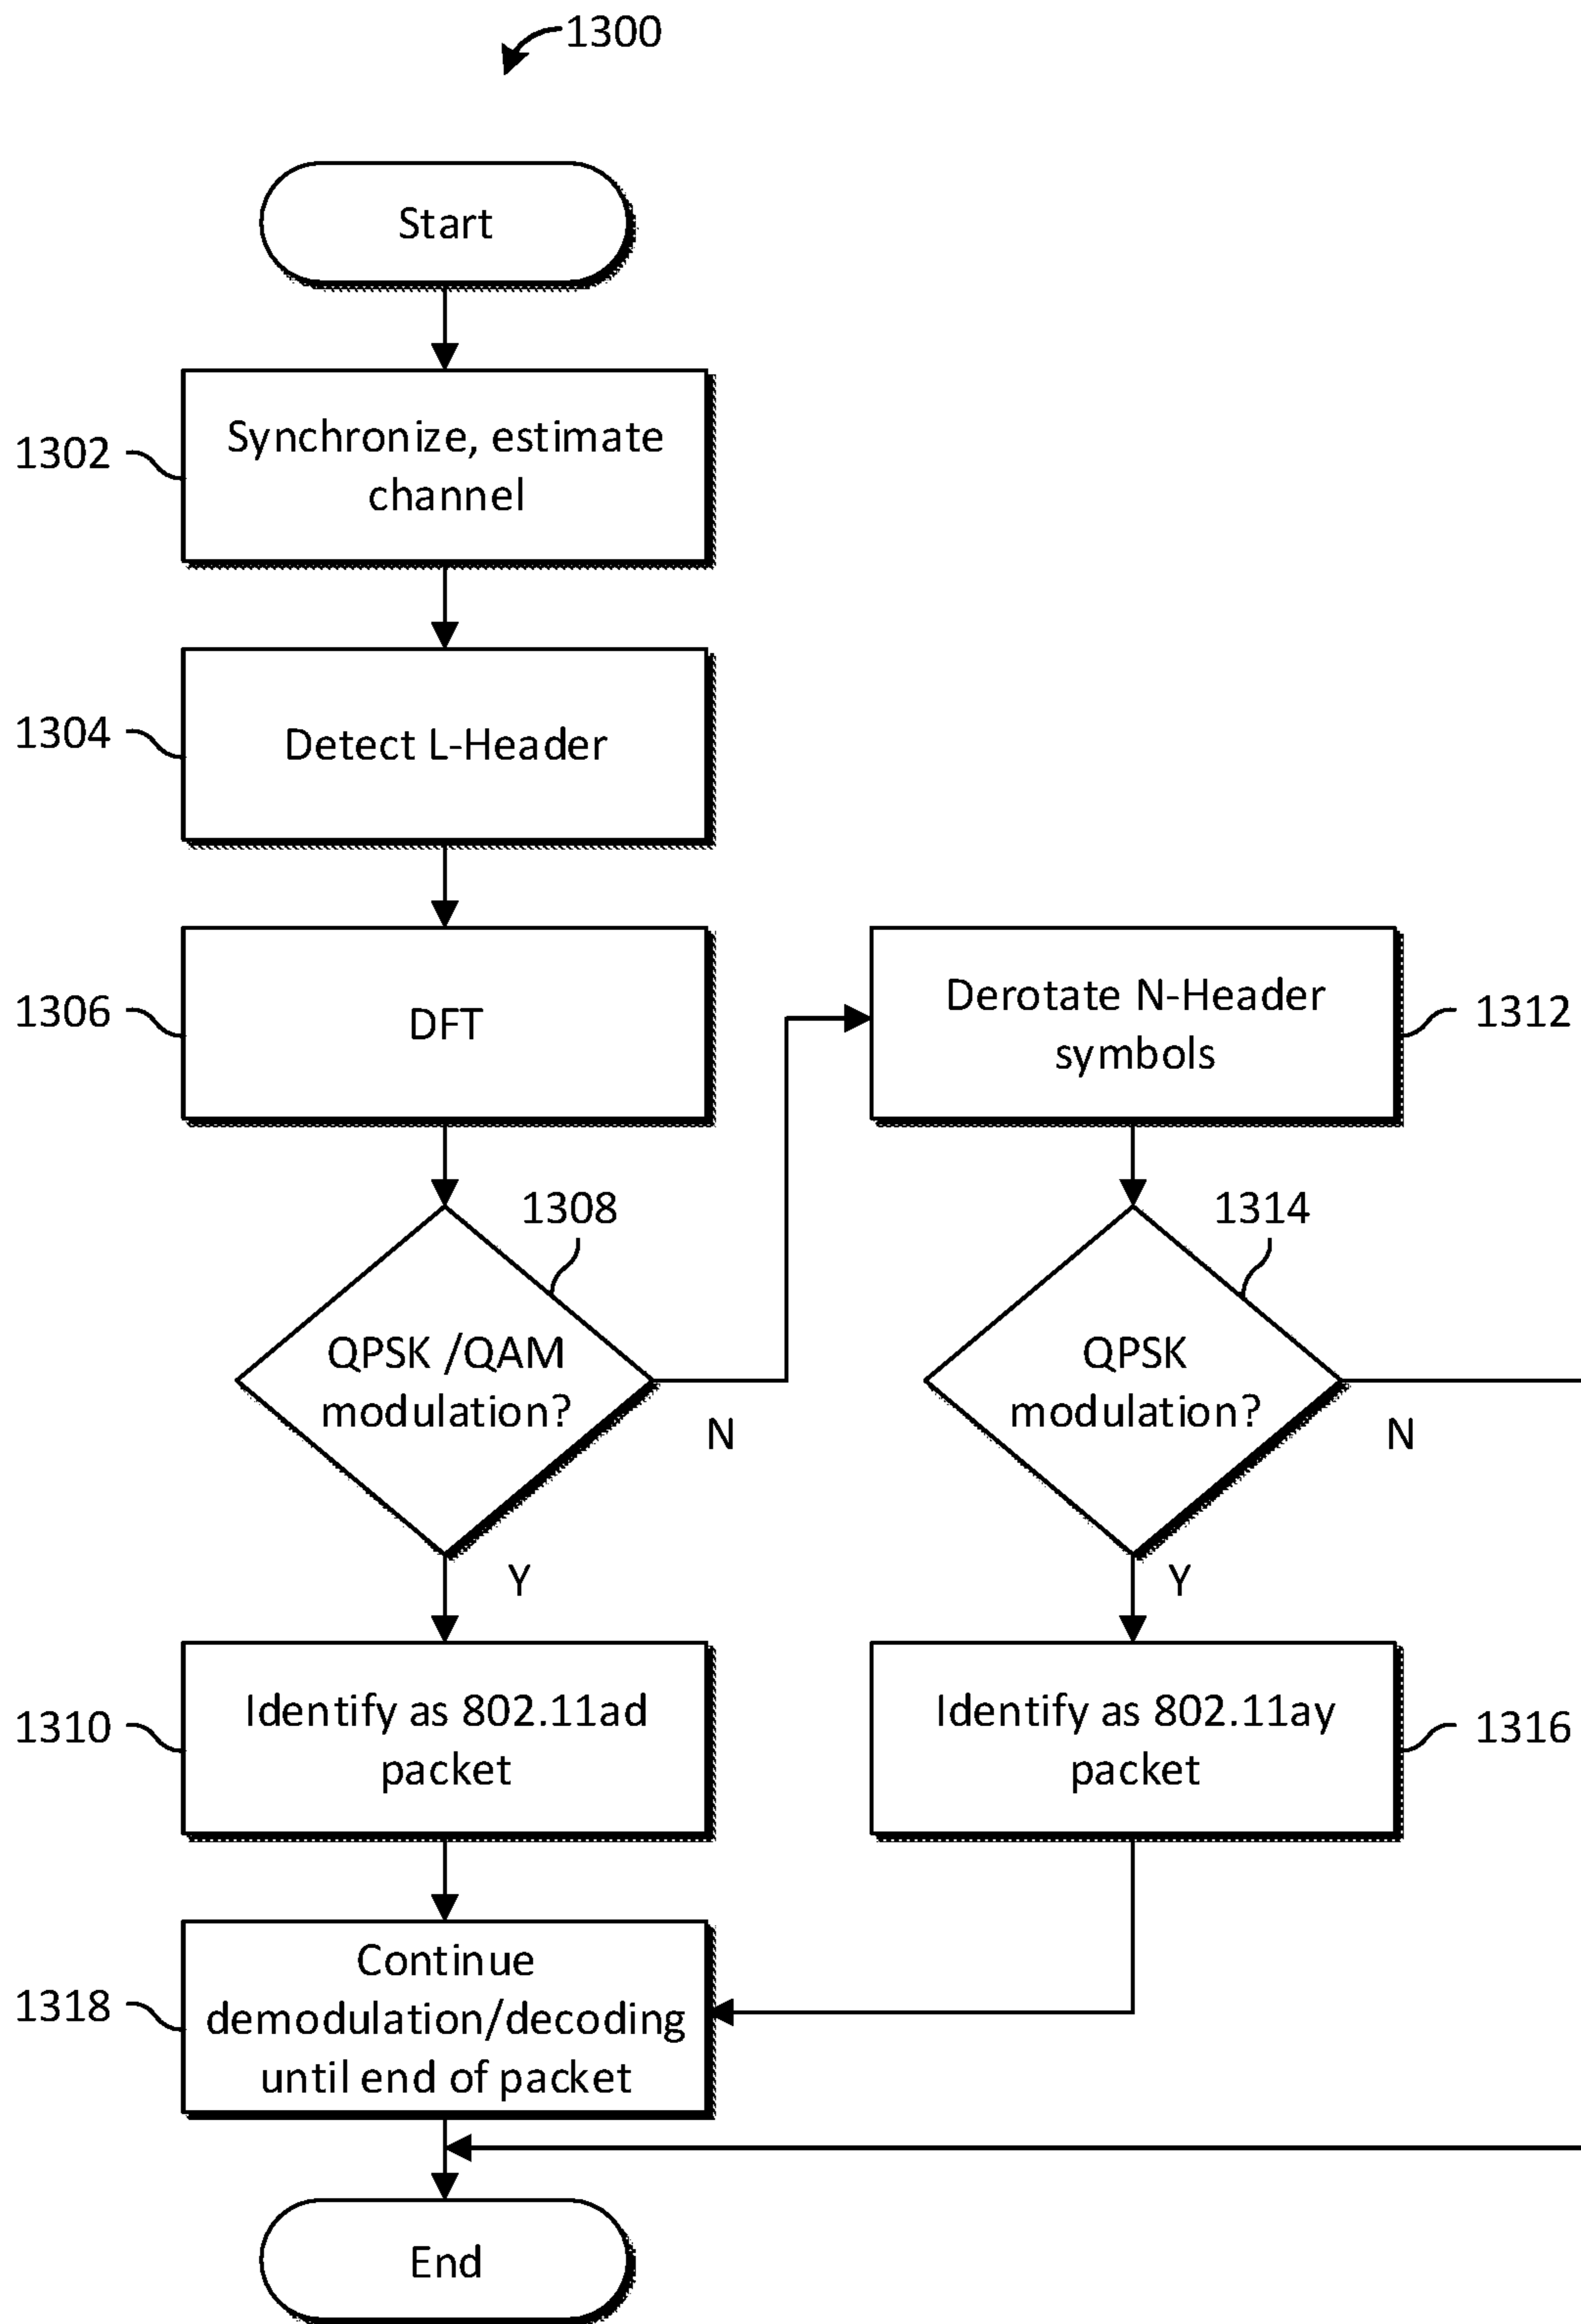 1300
Start
1302
Synchronize, estimate
channel
1304
Detect L-Header
1306
DFT
Derotate N-Header
symbols
1312
1308
QPSK /QAM
modulation?
N
Y
1314
QPSK
modulation?
N
Y
1310
Identify as 802.11ad
packet
Identify as 802.11ay
packet
1316
1318
Continue
demodulation/decoding
until end of packet
End